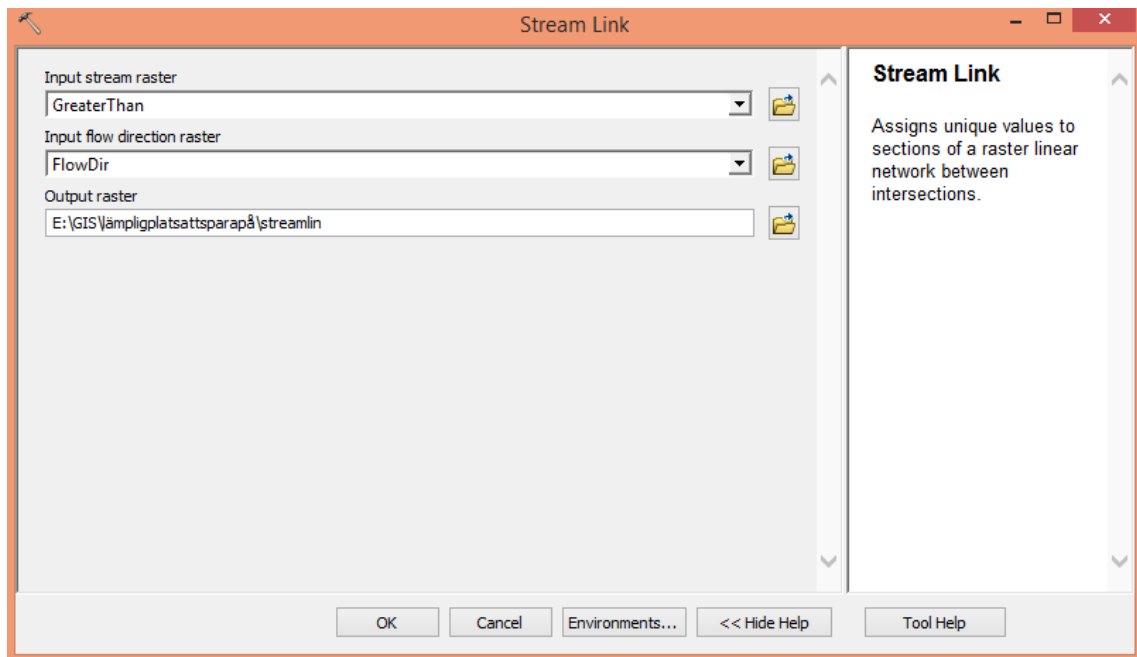 Stream Link
Input stream raster
GreaterThan
Input flow direction raster
FlowDir
Output raster
E:\GIS\lämpligplatsattsparapå\streamlin
Stream Link
Assigns unique values to
sections of a raster linear
network between
intersections.
OK
Cancel
Environments...
<< Hide Help
Tool Help